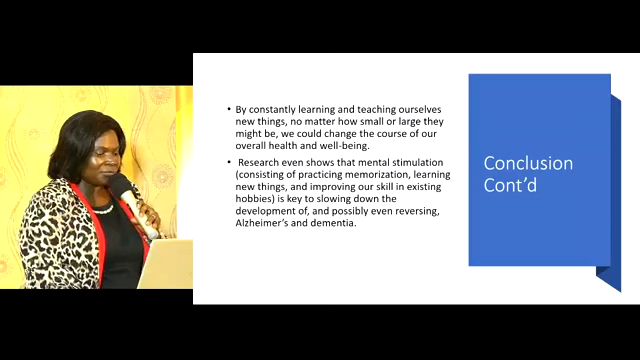 • By constantly learning and teaching ourselves
new things, no matter how small or large they
might be, we could change the course of our
overall health and well-being.
• Research even shows that mental stimulation
(consisting of practicing memorization, learning
new things, and improving our skill in existing
hobbies) is key to slowing down the
development of, and possibly even reversing,
Alzheimer's and dementia.
Conclusion
Cont'd